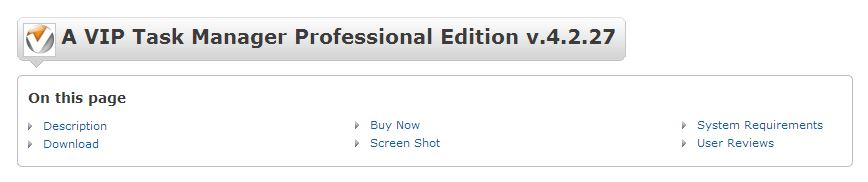 A VIP Task Manager Professional Edition v.4.2.27
On this page
Description
Buy Now
System Requirements
Download
Screen Shot
User Reviews